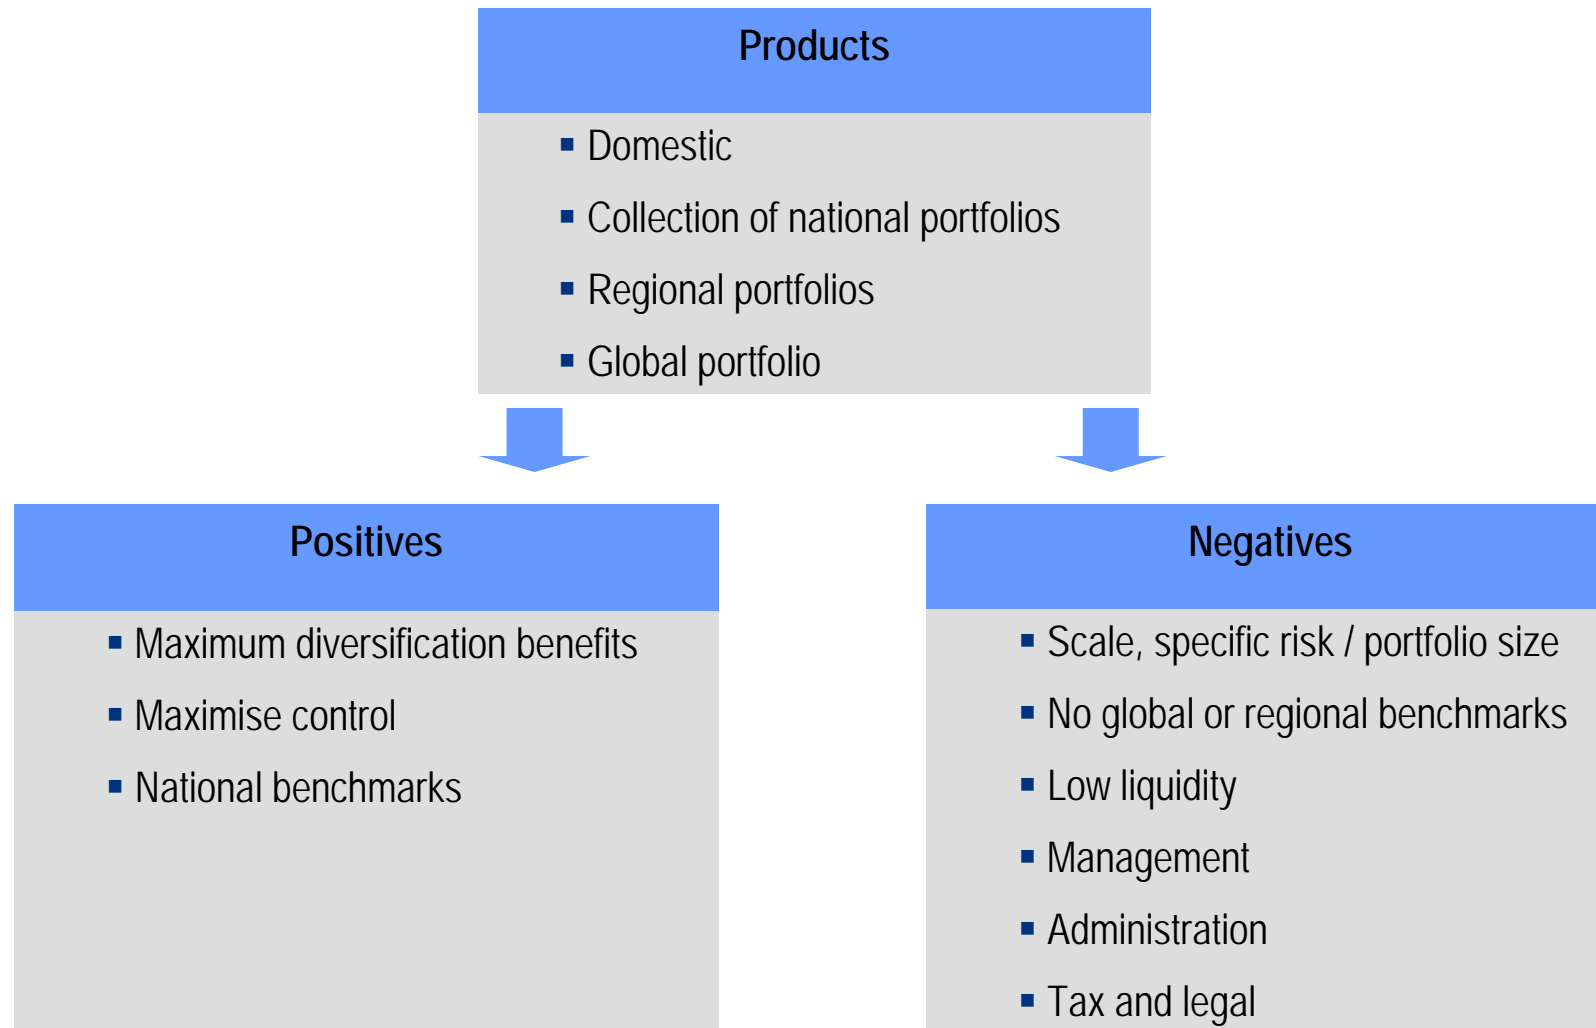 Products
▪ Domestic
▪ Collection of national portfolios
▪ Regional portfolios
▪ Global portfolio
Positives
▪ Maximum diversification benefits
▪ Maximise control
▪ National benchmarks
Negatives
▪ Scale, specific risk / portfolio size
▪ No global or regional benchmarks
▪ Low liquidity
▪ Management
▪ Administration
▪ Tax and legal